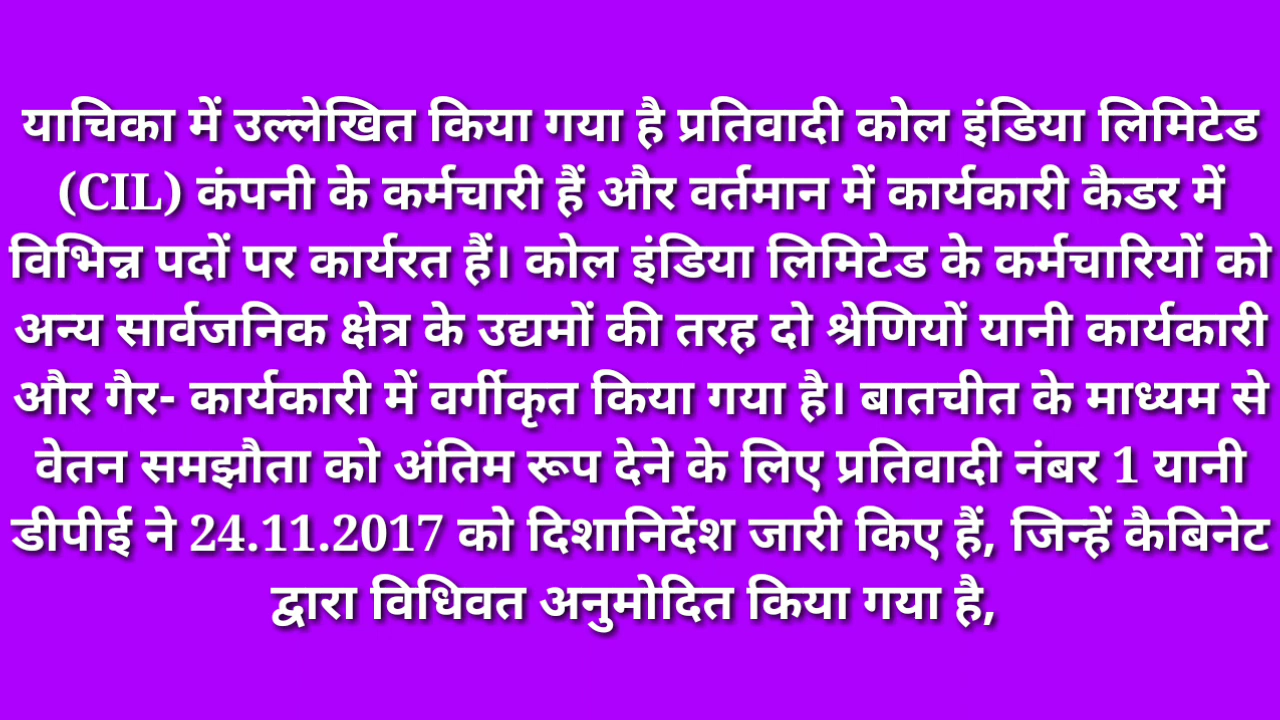 याचिका में उल्लेखित किया गया है प्रतिवादी कोल इंडिया लिमिटेड
(CIL) कंपनी के कर्मचारी हैं और वर्तमान में कार्यकारी कैडर में
विभिन्न पदों पर कार्यरत हैं। कोल इंडिया लिमिटेड के कर्मचारियों को
अन्य सार्वजनिक क्षेत्र के उद्यमों की तरह दो श्रेणियों यानी कार्यकारी
और गैर- कार्यकारी में वर्गीकृत किया गया है। बातचीत के माध्यम से
वेतन समझौता को अंतिम रूप देने के लिए प्रतिवादी नंबर 1 यानी
डीपीई ने 24.11.2017 को दिशानिर्देश जारी किए हैं, जिन्हें कैबिनेट
द्वारा विधिवत अनुमोदित किया गया है,